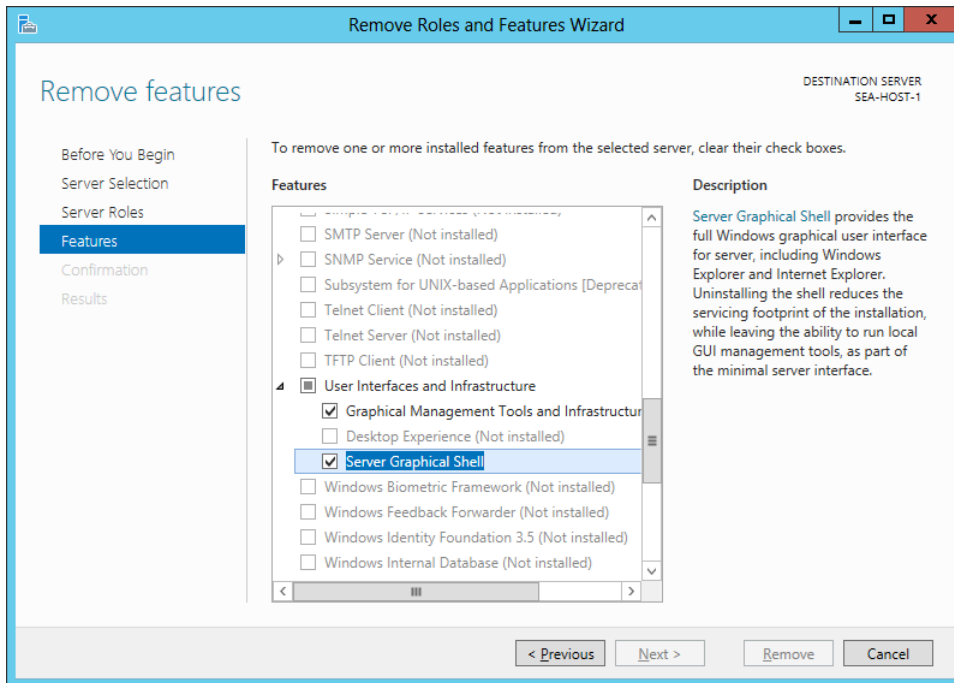 Remove Roles and Features Wizard
Remove features
DESTINATION SERVER
SEA-HOST-1
Before You Begin
Server Selection
Server Roles
Features
Confirmation
Results
To remove one or more installed features from the selected server, clear their check boxes.
Features
SMTP Server (Not installed)
SNMP Service (Not installed)
Subsystem for UNIX-based Applications [Deprecat
Telnet Client (Not installed)
Telnet Server (Not installed)
TFTP Client (Not installed)
User Interfaces and Infrastructure
Graphical Management Tools and Infrastructur
Desktop Experience (Not installed)
Server Graphical Shell
Windows Biometric Framework (Not installed)
Windows Feedback Forwarder (Not installed)
Windows Identity Foundation 3.5 (Not installed)
Windows Internal Database (Not installed)
Description
Server Graphical Shell provides the
full Windows graphical user interface
for server, including Windows
Explorer and Internet Explorer.
Uninstalling the shell reduces the
servicing footprint of the installation,
while leaving the ability to run local
GUI management tools, as part of
the minimal server interface.
< Previous
Next >
Remove
Cancel